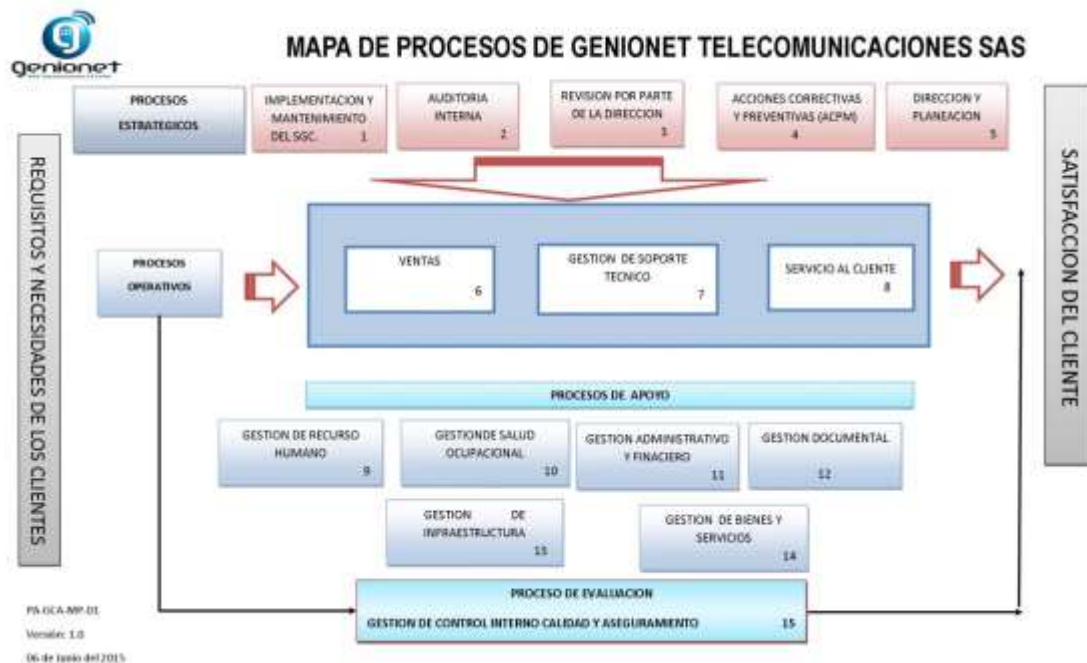 genionet
MAPA DE PROCESOS DE GENIONET TELECOMUNICACIONES SAS
PROCESOS
ESTRATEGICOS
IMPLEMENTACION Y
MANTENIMIENTO
DEL SGC. 1
AUDITORIA
INTERNA
2
REVISION POR PARTE
DE LA DIRECCION
3
ACCIONES CORRECTIVAS
Y PREVENTIVAS (ACPM)
4
DIRECCION Y
PLANEACION
5
REQUISITOS Y NECESIDADES DE LOS CLIENTES
PROCESOS
OPERATIVOS
VENTAS
6
GESTION DE SOPORTE
TECNICO
7
SERVICIO AL CLIENTE
8
SATISFACCION DEL CLIENTE
PROCESOS DE APOYO
GESTION DE RECURSO
HUMANO
9
GESTIONDE SALUD
OCUPACIONAL
10
GESTION ADMINISTRATIVO
Y FINACIERO
11
GESTION DOCUMENTAL
12
GESTION DE
INFRAESTRUCTURA
13
GESTION DE BIENES Y
SERVICIOS
14
PROCESO DE EVALUACION
GESTION DE CONTROL INTERNO CALIDAD Y ASEGURAMIENTO 15
PA-GCA-MP-01
Versión: 1.0
06 de Junio del 2015